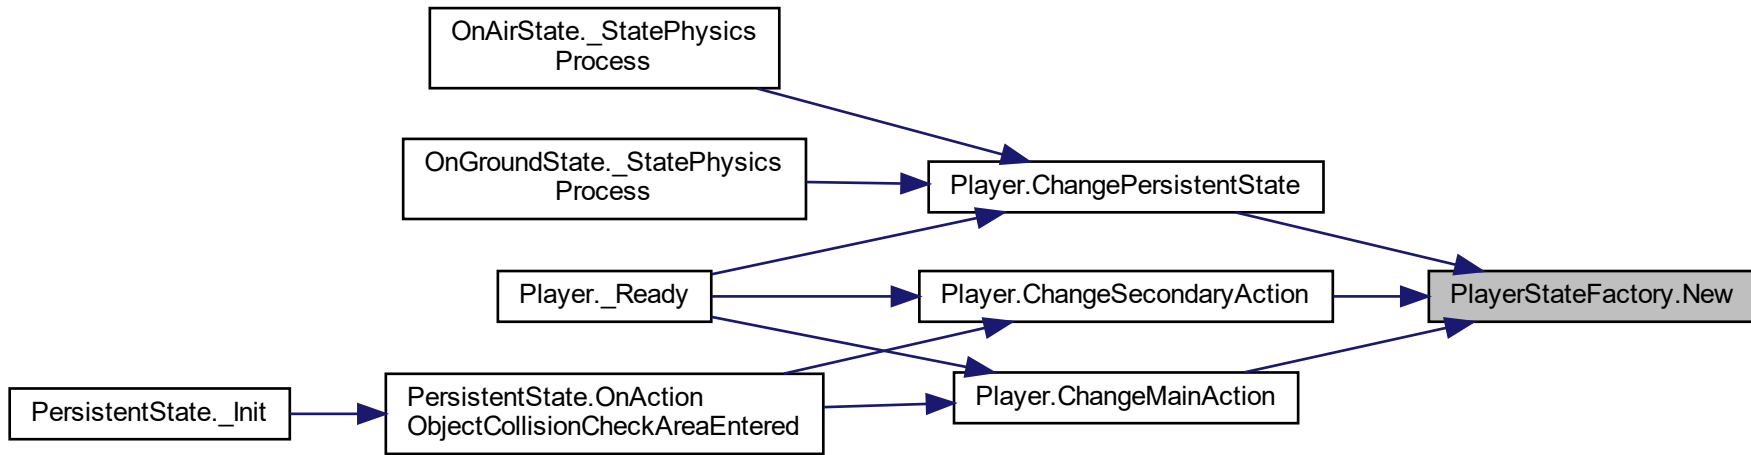 OnAirState._StatePhysics
Process
OnGroundState._StatePhysics
Process
Player.ChangePersistentState
Player._Ready
Player.ChangeSecondaryAction
PlayerStateFactory.New
PersistentState._Init
PersistentState.OnAction
ObjectCollisionCheckAreaEntered
Player.ChangeMainAction